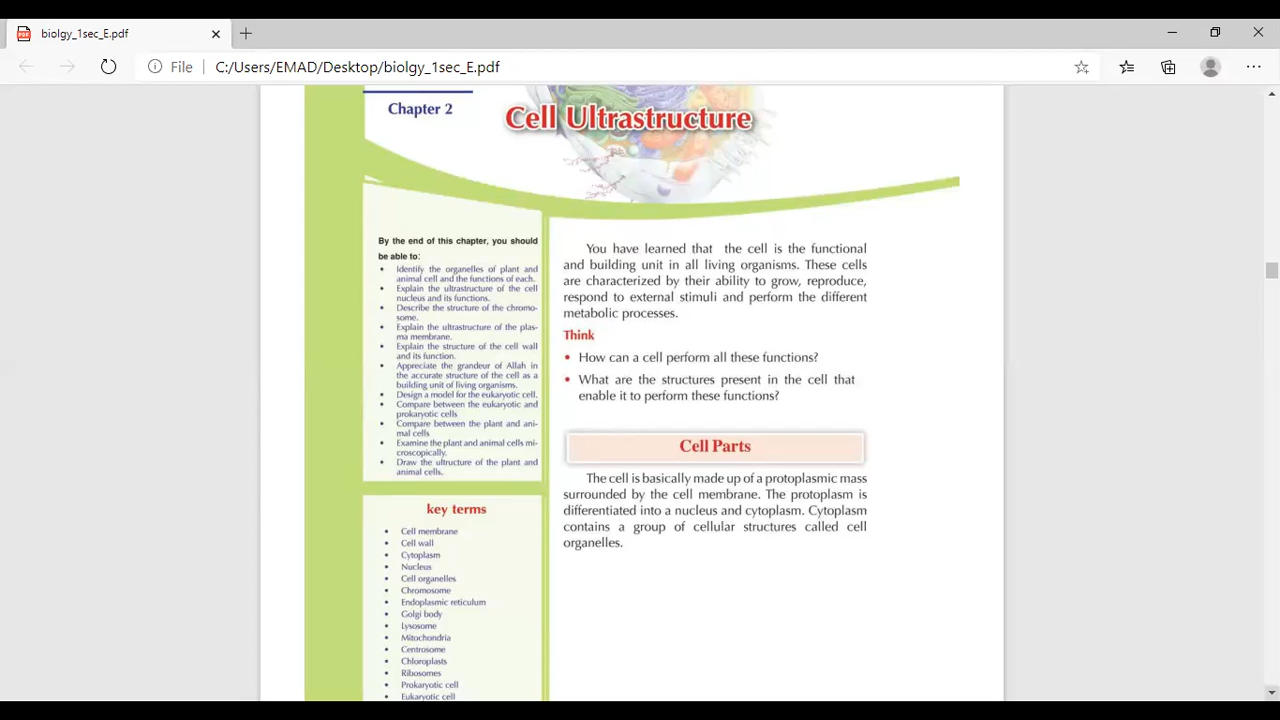 biolgy_1sec_E.pdf
File
C:/Users/EMAD/Desktop/biolgy_1sec_E.pdf
Chapter 2
Cell Ultrastructure
By the end of this chapter, you should
be able to:
• Identify the organelles of plant and
animal cell and the functions of each.
• Explain the ultrastructure of the cell
nucleus and its functions.
• Describe the structure of the chromo-
some.
• Explain the ultrastructure of the plas-
ma membrane.
• Explain the structure of the cell wall
and its function.
• Appreciate the grandeur of Allah in
the accurate structure of the cell as a
building unit of living organisms.
• Design a model for the eukaryotic cell.
• Compare between the eukaryotic and
prokaryotic cells
• Compare between the plant and ani-
mal cells
• Examine the plant and animal cells mi-
croscopically.
• Draw the ultructure of the plant and
animal cells.
key terms
• Cell membrane
• Cell wall
• Cytoplasm
• Nucleus
• Cell organelles
• Chromosome
• Endoplasmic reticulum
• Golgi body
• Lysosome
• Mitochondria
• Centrosome
• Chloroplasts
• Ribosomes
• Prokaryotic cell
• Eukaryotic cell
You have learned that the cell is the functional
and building unit in all living organisms. These cells
are characterized by their ability to grow, reproduce,
respond to external stimuli and perform the different
metabolic processes.
Think
• How can a cell perform all these functions?
• What are the structures present in the cell that
enable it to perform these functions?
Cell Parts
The cell is basically made up of a protoplasmic mass
surrounded by the cell membrane. The protoplasm is
differentiated into a nucleus and cytoplasm. Cytoplasm
contains a group of cellular structures called cell
organelles.